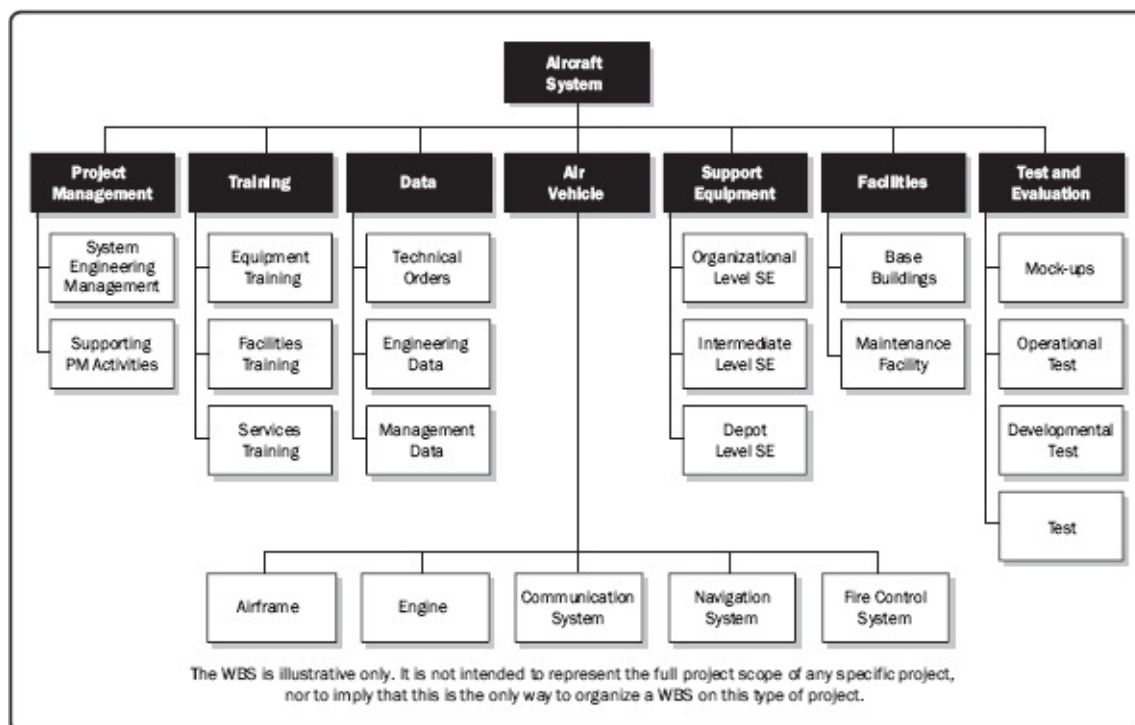 Aircraft
System
Project
Management
Training
Data
Air
Vehicle
Support
Equipment
Facilities
Test and
Evaluation
System
Engineering
Management
Supporting
PM Activities
Equipment
Training
Facilities
Training
Services
Training
Technical
Orders
Engineering
Data
Management
Data
Organizational
Level SE
Intermediate
Level SE
Depot
Level SE
Base
Buildings
Maintenance
Facility
Mock-ups
Operational
Test
Developmental
Test
Test
Airframe
Engine
Communication
System
Navigation
System
Fire Control
System
The WBS is illustrative only. It is not intended to represent the full project scope of any specific project,
nor to imply that this is the only way to organize a WBS on this type of project.